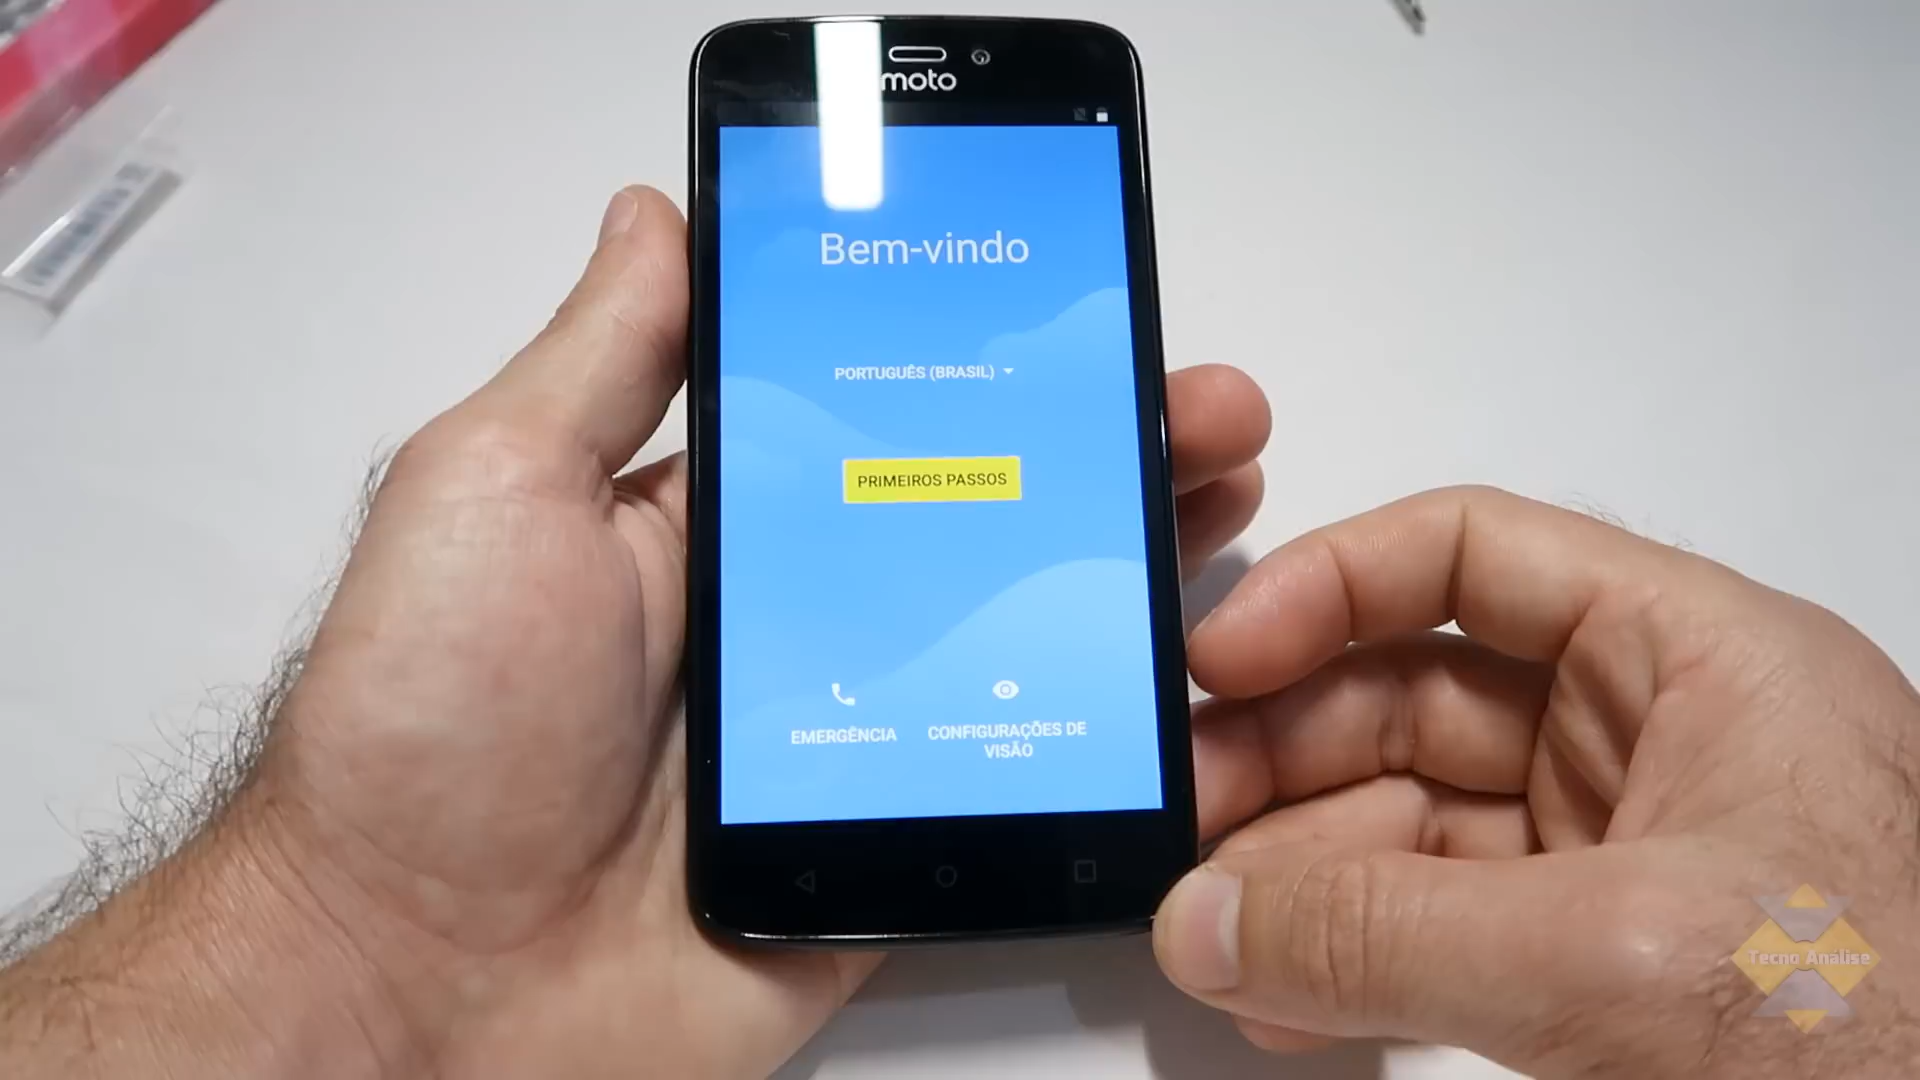 moto
Bem-vindo
PORTUGUÊS (BRASIL)
PRIMEIROS PASSOS
EMERGÊNCIA
CONFIGURAÇÕES DE
VISÃO
Tecno Análise